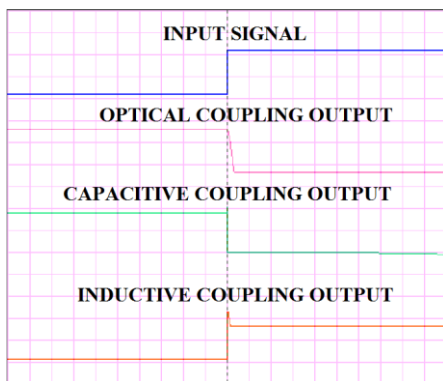 INPUT SIGNAL
OPTICAL COUPLING OUTPUT
CAPACITIVE COUPLING OUTPUT
INDUCTIVE COUPLING OUTPUT